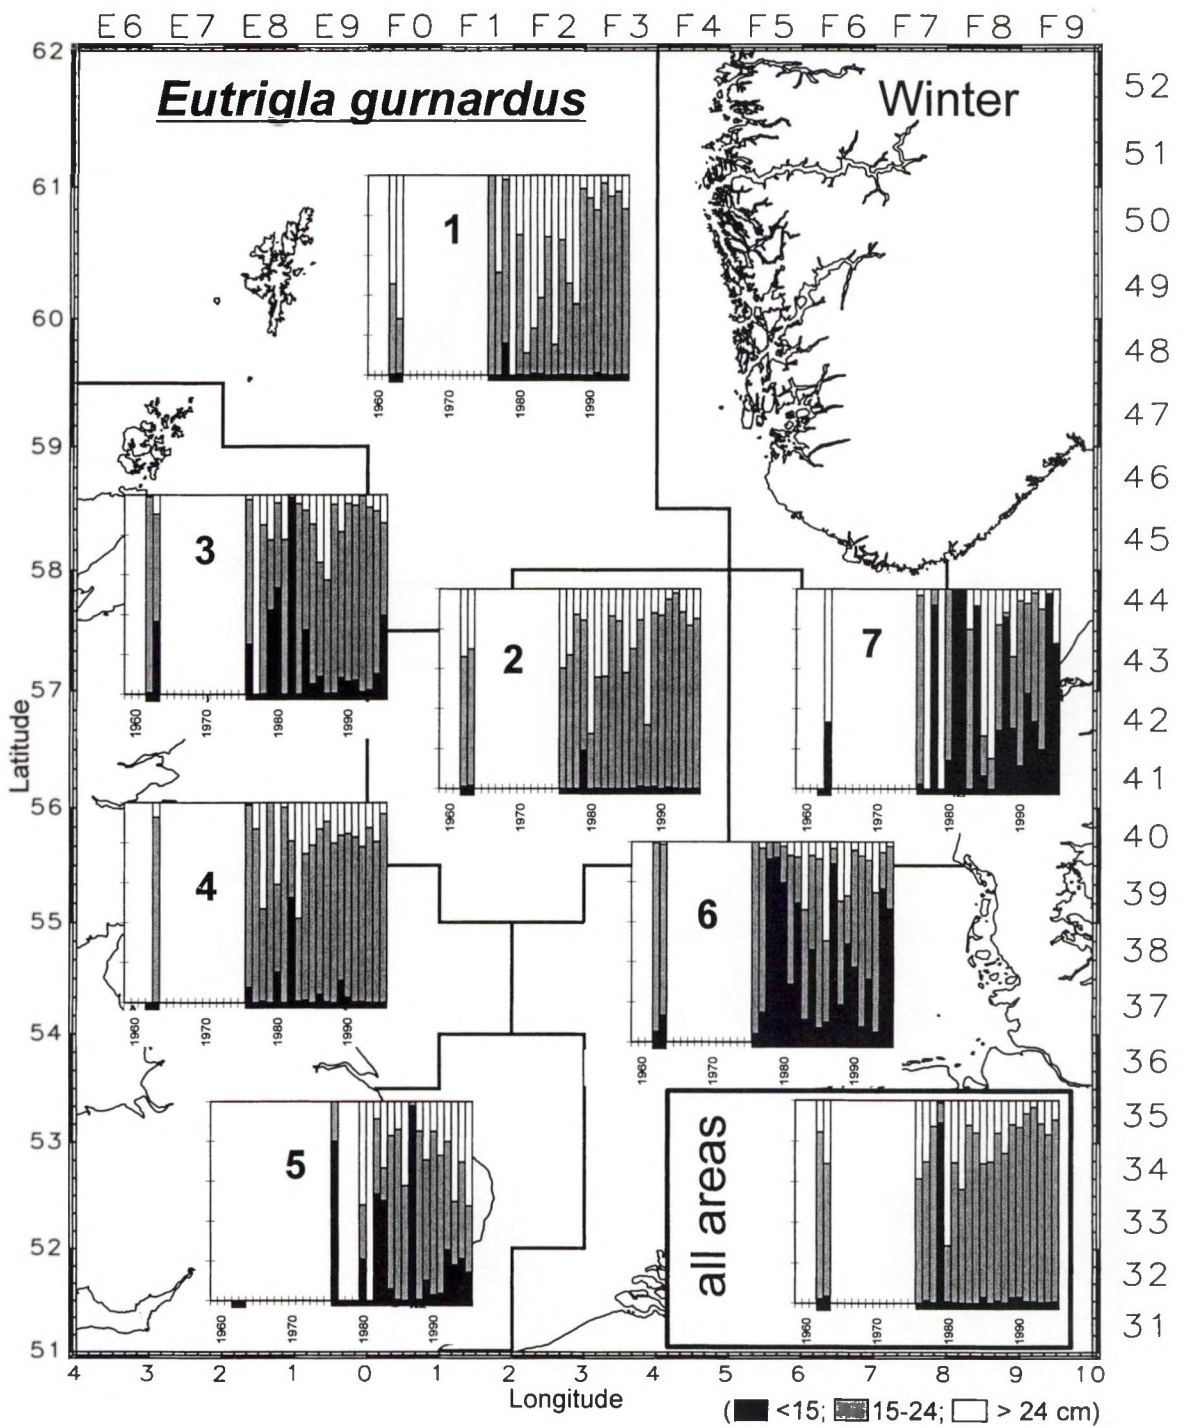 E6 E7 E8 E9 F0 F1 F2 F3 F4 F5 F6 F7 F8 F9
Eutrigla gurnardus
Winter
62
61
60
59
58
57
56
55
54
53
52
51
Latitude
52
51
50
49
48
47
46
45
44
43
42
41
40
39
38
37
36
35
34
33
32
31
1
1960 1970 1980 1990
3
1960 1970 1980 1990
2
1960 1970 1980 1990
7
1960 1970 1980 1990
4
1960 1970 1980 1990
6
1960 1970 1980 1990
5
1960 1970 1980 1990
all areas
1960 1970 1980 1990
4 3 2 1 0 1 2 3 4 5 6 7 8 9 10
Longitude
( <15; 15-24; > 24 cm)